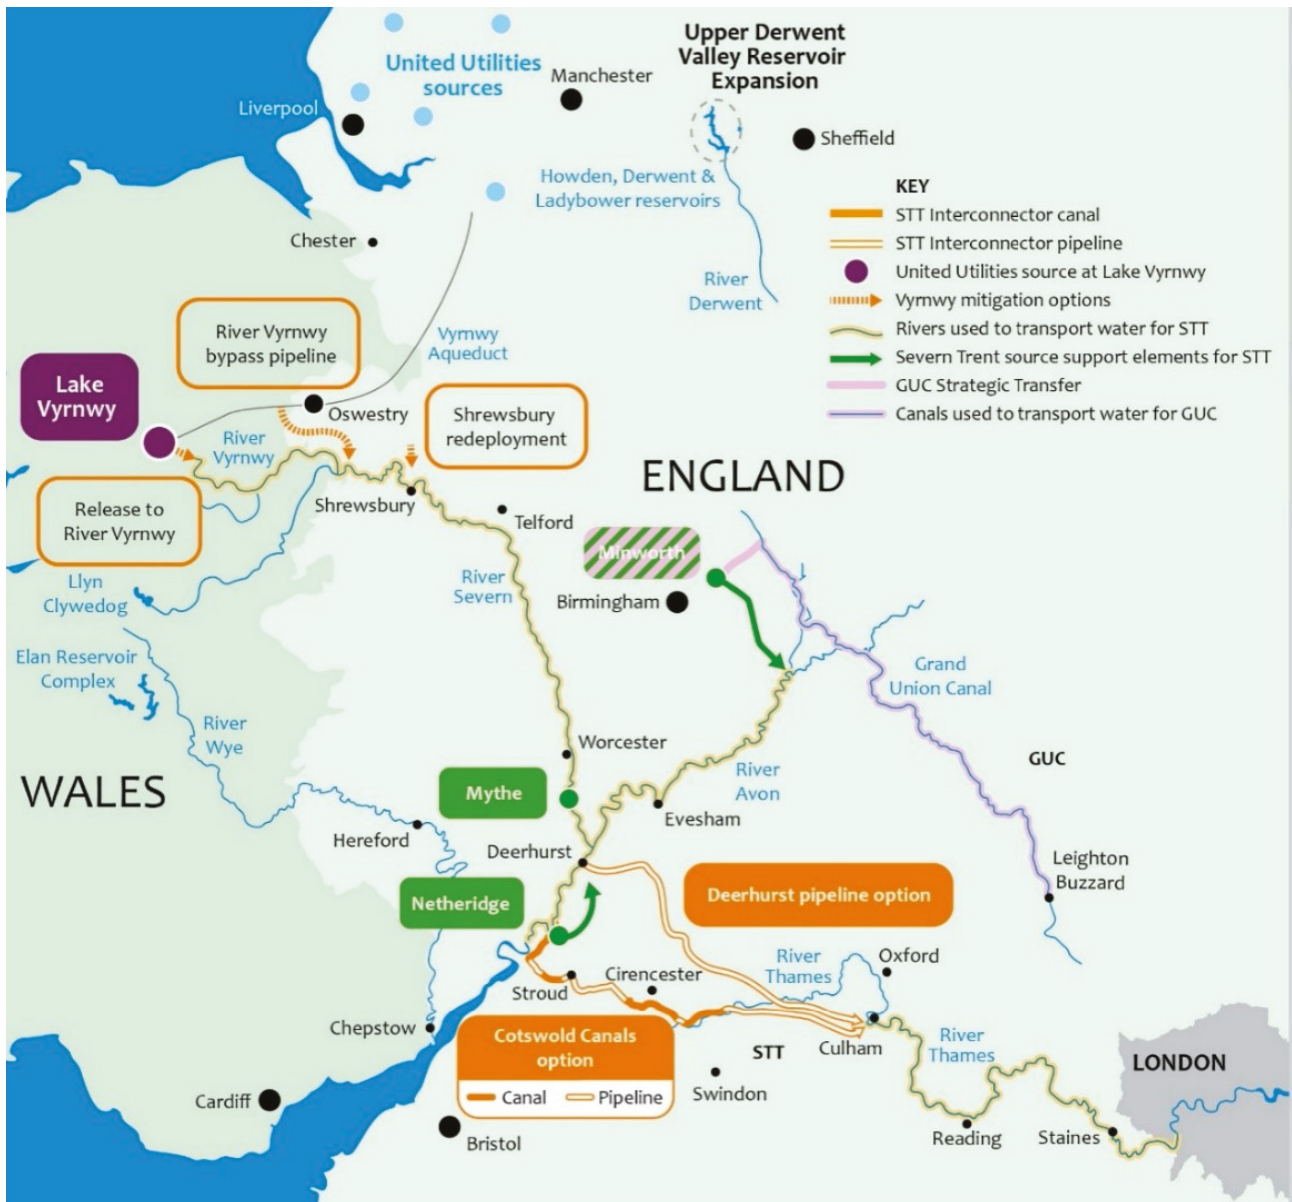 Upper Derwent
Valley Reservoir
Expansion
United Utilities
sources
Manchester
Liverpool
Sheffield
Howden, Derwent &
Ladybower reservoirs
KEY
STT Interconnector canal
STT Interconnector pipeline
United Utilities source at Lake Vyrnwy
Vyrnwy mitigation options
Rivers used to transport water for STT
Severn Trent source support elements for STT
GUC Strategic Transfer
Canals used to transport water for GUC
Chester
River
Derwent
River Vyrnwy
bypass pipeline
Vyrnwy
Aqueduct
Lake
Vyrnwy
Oswestry
Shrewsbury
redeployment
River
Vyrnwy
ENGLAND
Release to
River Vyrnwy
Shrewsbury
Telford
Minworth
Llyn
Clywedog
River
Severn
Birmingham
Elan Reservoir
Complex
Grand
Union Canal
River
Wye
Worcester
River
Avon
GUC
WALES
Mythe
Evesham
Hereford
Deerhurst
Leighton
Buzzard
Netheridge
Deerhurst pipeline option
River
Thames
Oxford
Cirencester
Stroud
Chepstow
Cotswold Canals
option
Canal
Pipeline
STT
Culham
River
Thames
LONDON
Swindon
Cardiff
Bristol
Reading
Staines